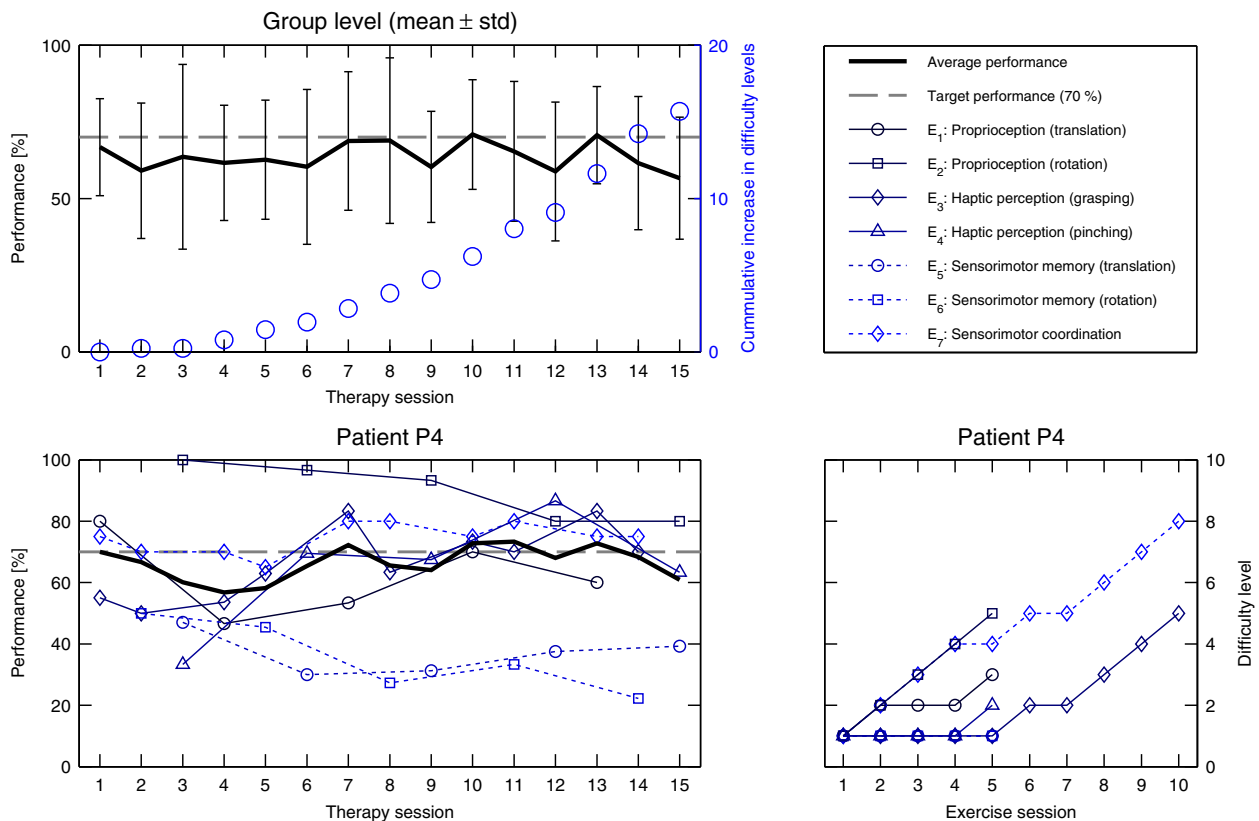 Group level (mean ± std)
100
50
0
Performance [%]
20
10
0
Cummulative increase in difficulty levels
1 2 3 4 5 6 7 8 9 10 11 12 13 14 15
Therapy session
Average performance
Target performance (70 %)
E1: Proprioception (translation)
E2: Proprioception (rotation)
E3: Haptic perception (grasping)
E4: Haptic perception (pinching)
E5: Sensorimotor memory (translation)
E6: Sensorimotor memory (rotation)
E7: Sensorimotor coordination
Patient P4
100
80
60
40
20
0
Performance [%]
1 2 3 4 5 6 7 8 9 10 11 12 13 14 15
Therapy session
Patient P4
10
8
6
4
2
0
Difficulty level
1 2 3 4 5 6 7 8 9 10
Exercise session